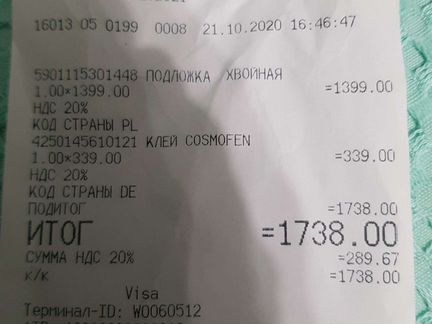 16013 05 0199 0008 21.10.2020 16:46:47
5901115301448 ПОДЛОЖКА ХВОЙНАЯ
1.00*1399.00 =1399.00
НДС 20%
КОД СТРАНЫ PL
4250145610121 КЛЕЙ COSMOFEN
1.00*339.00 =339.00
НДС 20%
КОД СТРАНЫ DE
ПОДИТОГ =1738.00
ИТОГ =1738.00
СУММА НДС 20% =289.67
к/к =1738.00
Visa
Терминал-ID: W0060512